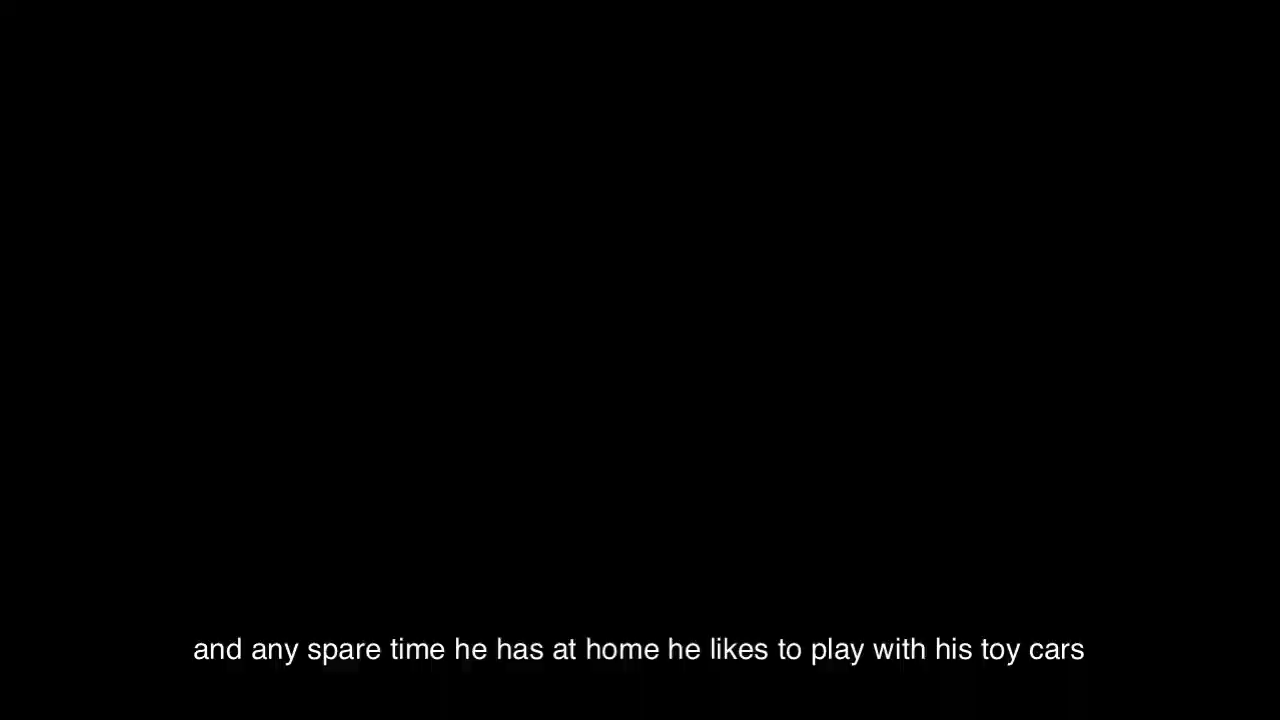 and any spare time he has at home he likes to play with his toy cars